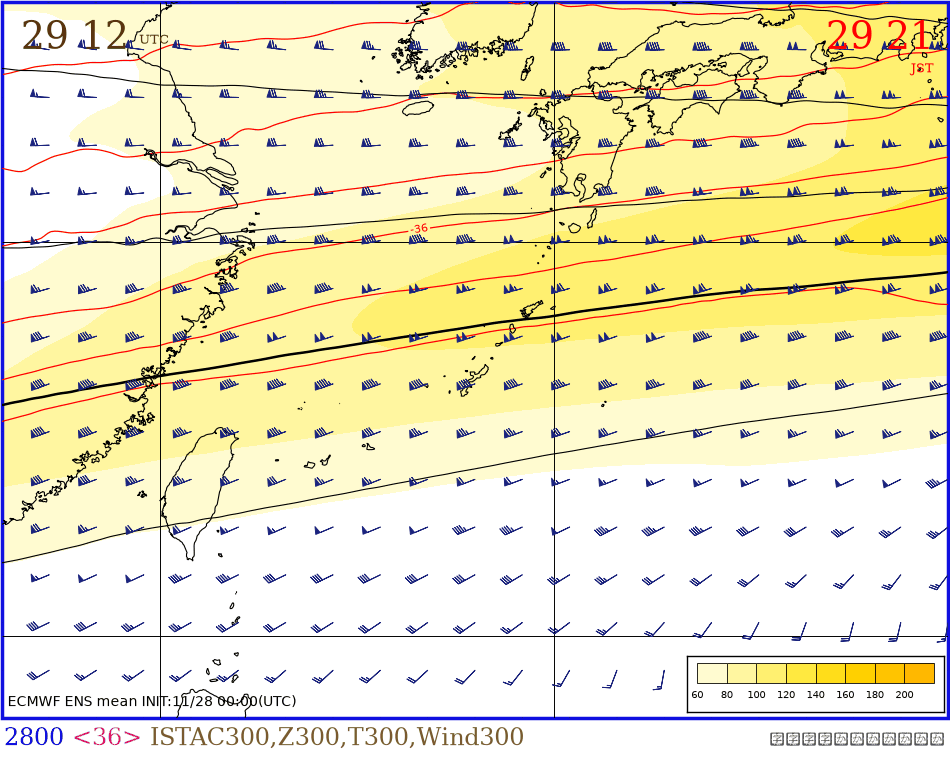 29 12 UTC 29 21
JST
-36
60 80 100 120 140 160 180 200
ECMWF ENS mean INIT:11/28 00:00(UTC)
2800 <36> ISTAC300,Z300,T300,Wind300